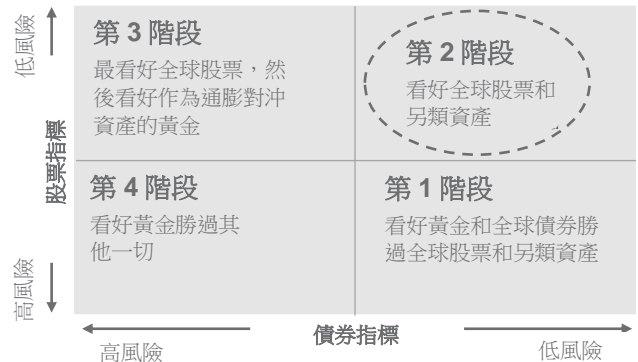 低風險
股票指標
高風險
第 3 階段
最看好全球股票，然
後看好作為通膨對沖
資產的黃金
第 2 階段
看好全球股票和
另類資產
第 4 階段
看好黃金勝過其
他一切
第 1 階段
看好黃金和全球債券勝
過全球股票和另類資產
高風險
債券指標
低風險